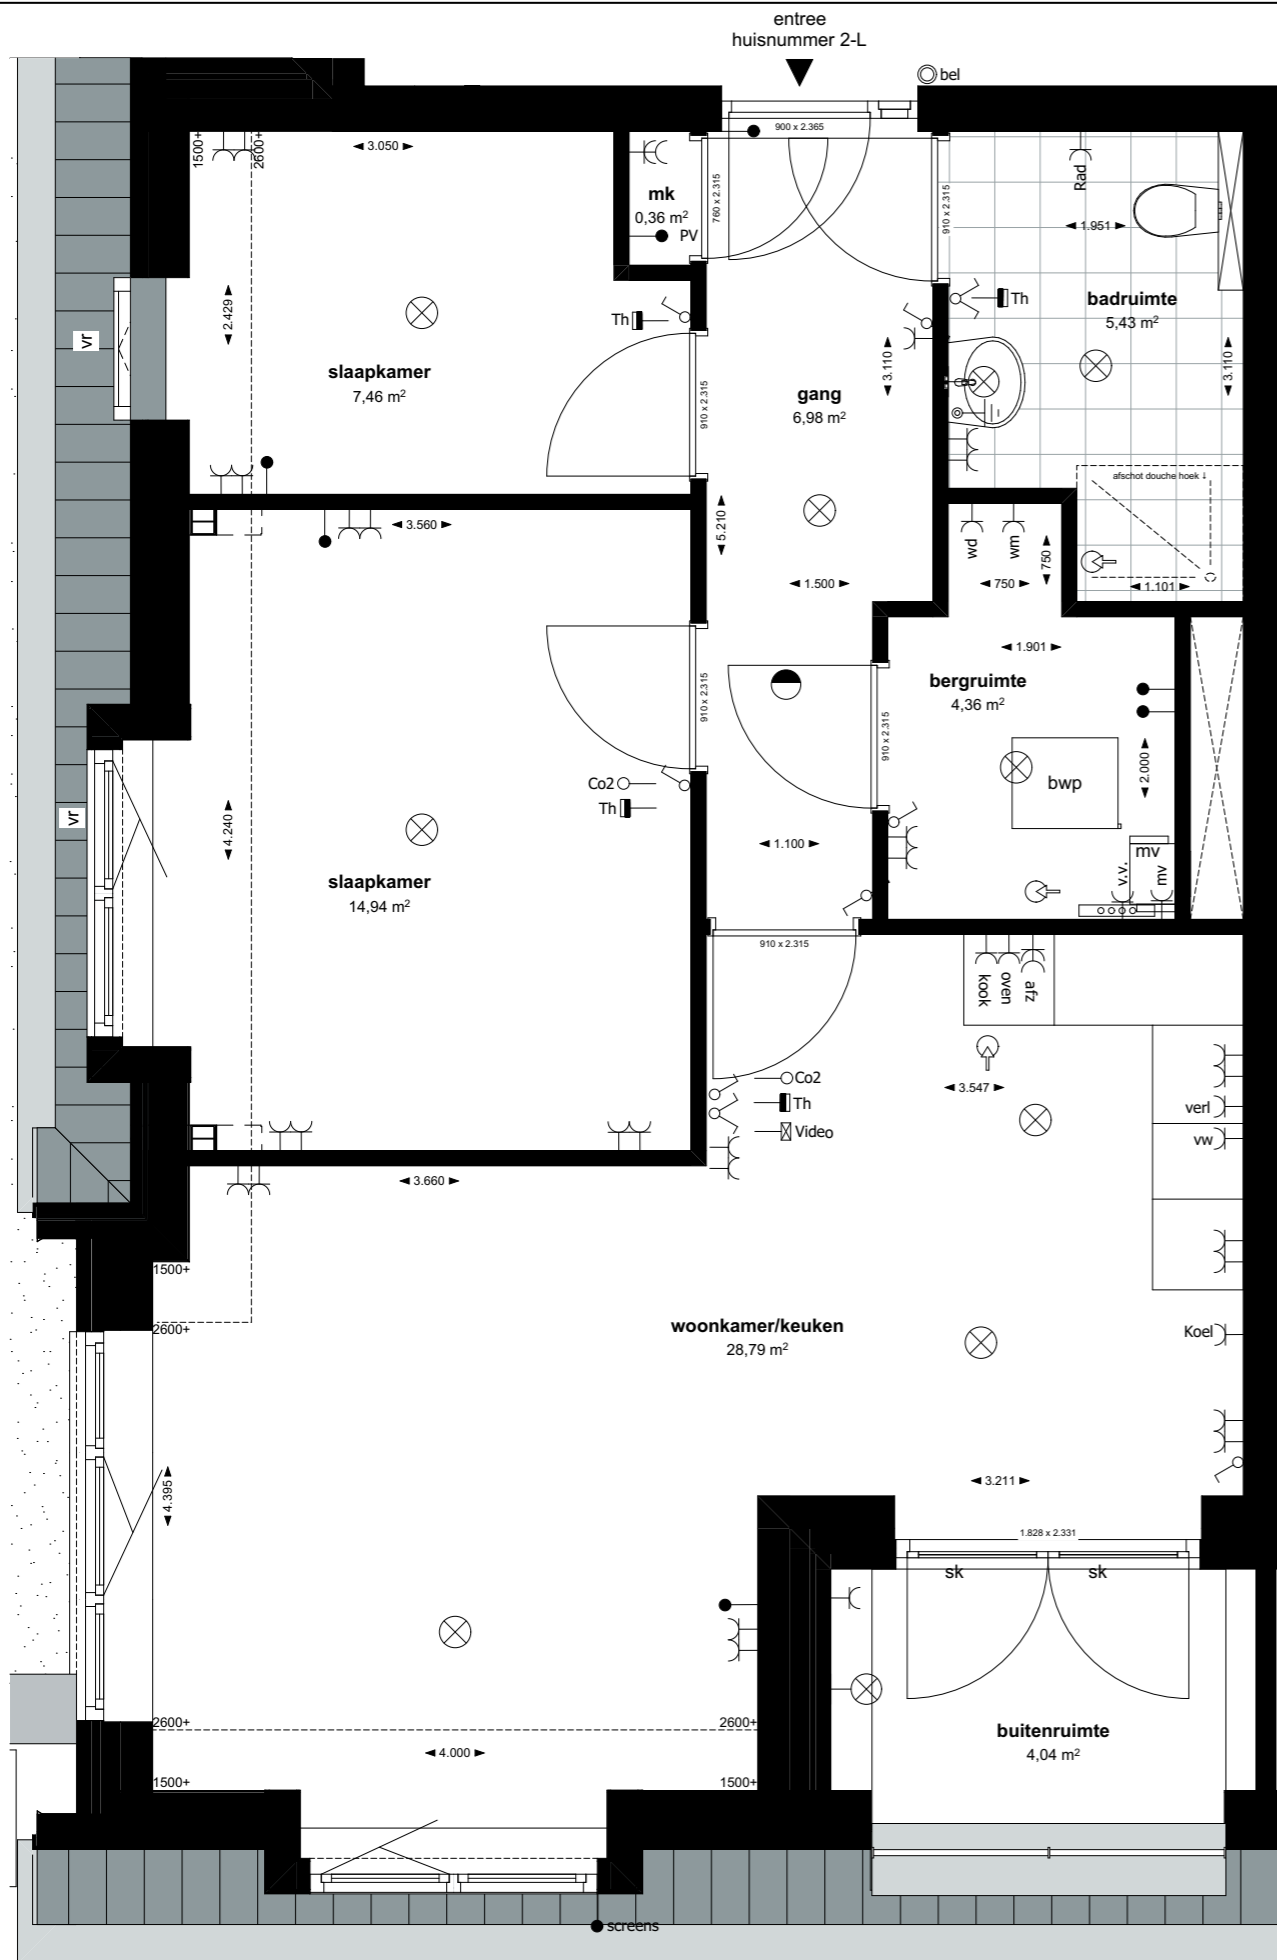 entree
huisnummer 2-L
bel
900 x 2.365
1500+
2600+
3.050
mk
0,36 m²
PV
760 x 2.315
910 x 2.315
Rad
1.951
badruimte
5,43 m²
Th
Th
2.429
vr
slaapkamer
7,46 m²
910 x 2.315
gang
6,98 m²
3.110
3.110
afschot douche hoek
3.560
5.210
1.500
wd
wm
750
750
1.101
1.901
bergruimte
4,36 m²
910 x 2.315
910 x 2.315
2.000
bwp
Co2
Th
vr
4.240
1.100
slaapkamer
14,94 m²
mv
v.v.
mv
910 x 2.315
kook
oven
afz
Co2
Th
Video
3.547
verl
vw
3.660
1500+
2600+
woonkamer/keuken
28,79 m²
Koel
4.395
3.211
1.828 x 2.331
sk
sk
2600+
2600+
buitenruimte
4,04 m²
4.000
1500+
1500+
screens